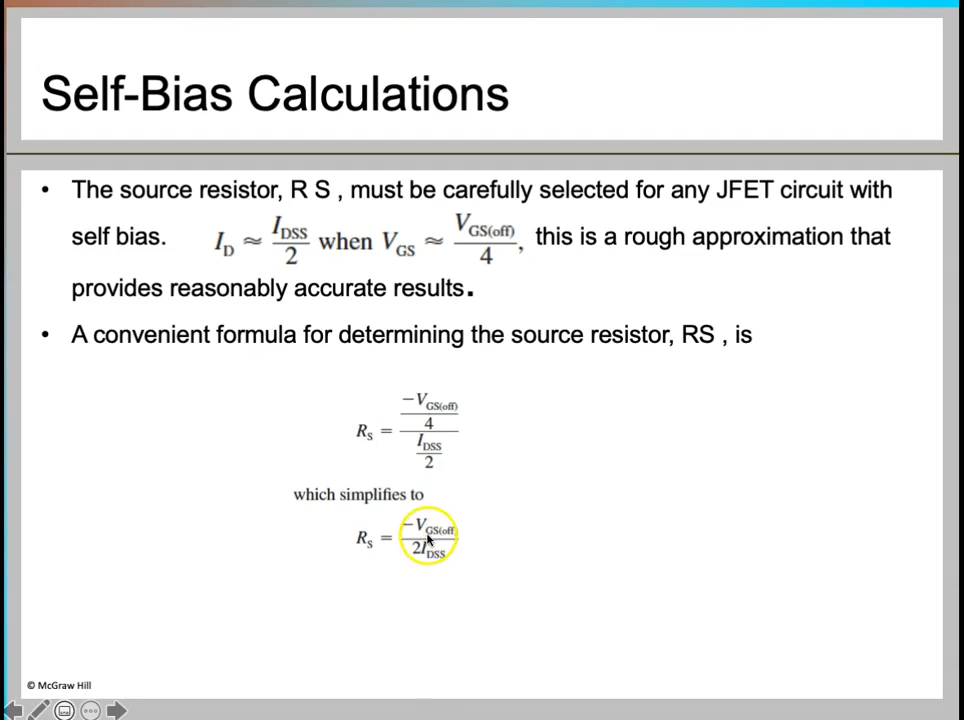 Self-Bias Calculations
• The source resistor, R S , must be carefully selected for any JFET circuit with
self bias. I_D ≈ I_DSS/2 when V_GS ≈ V_GS(off)/4, this is a rough approximation that
provides reasonably accurate results.
• A convenient formula for determining the source resistor, RS , is
R_s = (−V_GS(off)/4)/(I_DSS/2)
which simplifies to
R_s = −V_GS(off)/2I_DSS
© McGraw Hill